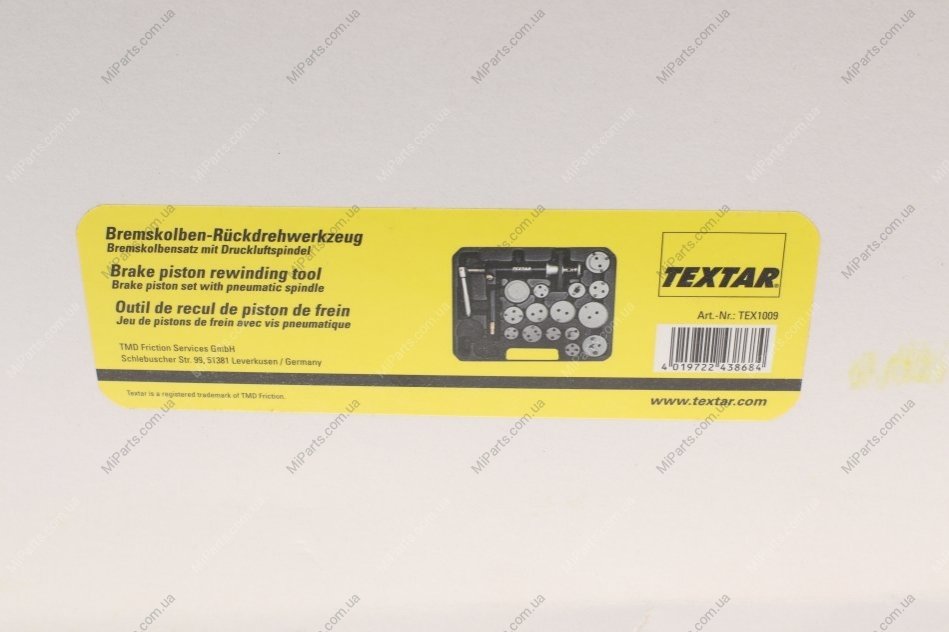 Bremskolben-Rückdrehwerkzeug
Bremskolbensatz mit Druckluftspindel
Brake piston rewinding tool
Brake piston set with pneumatic spindle
Outil de recul de piston de frein
Jeu de pistons de frein avec vis pneumatique
TMD Friction Services GmbH
Schlebuscher Str. 99, 51381 Leverkusen / Germany
Textar is a registered trademark of TMD Friction.
TEXTAR
TEXTAR®
Art.-Nr.: TEX1009
4 019722 438684
www.textar.com
MiParts.com.ua